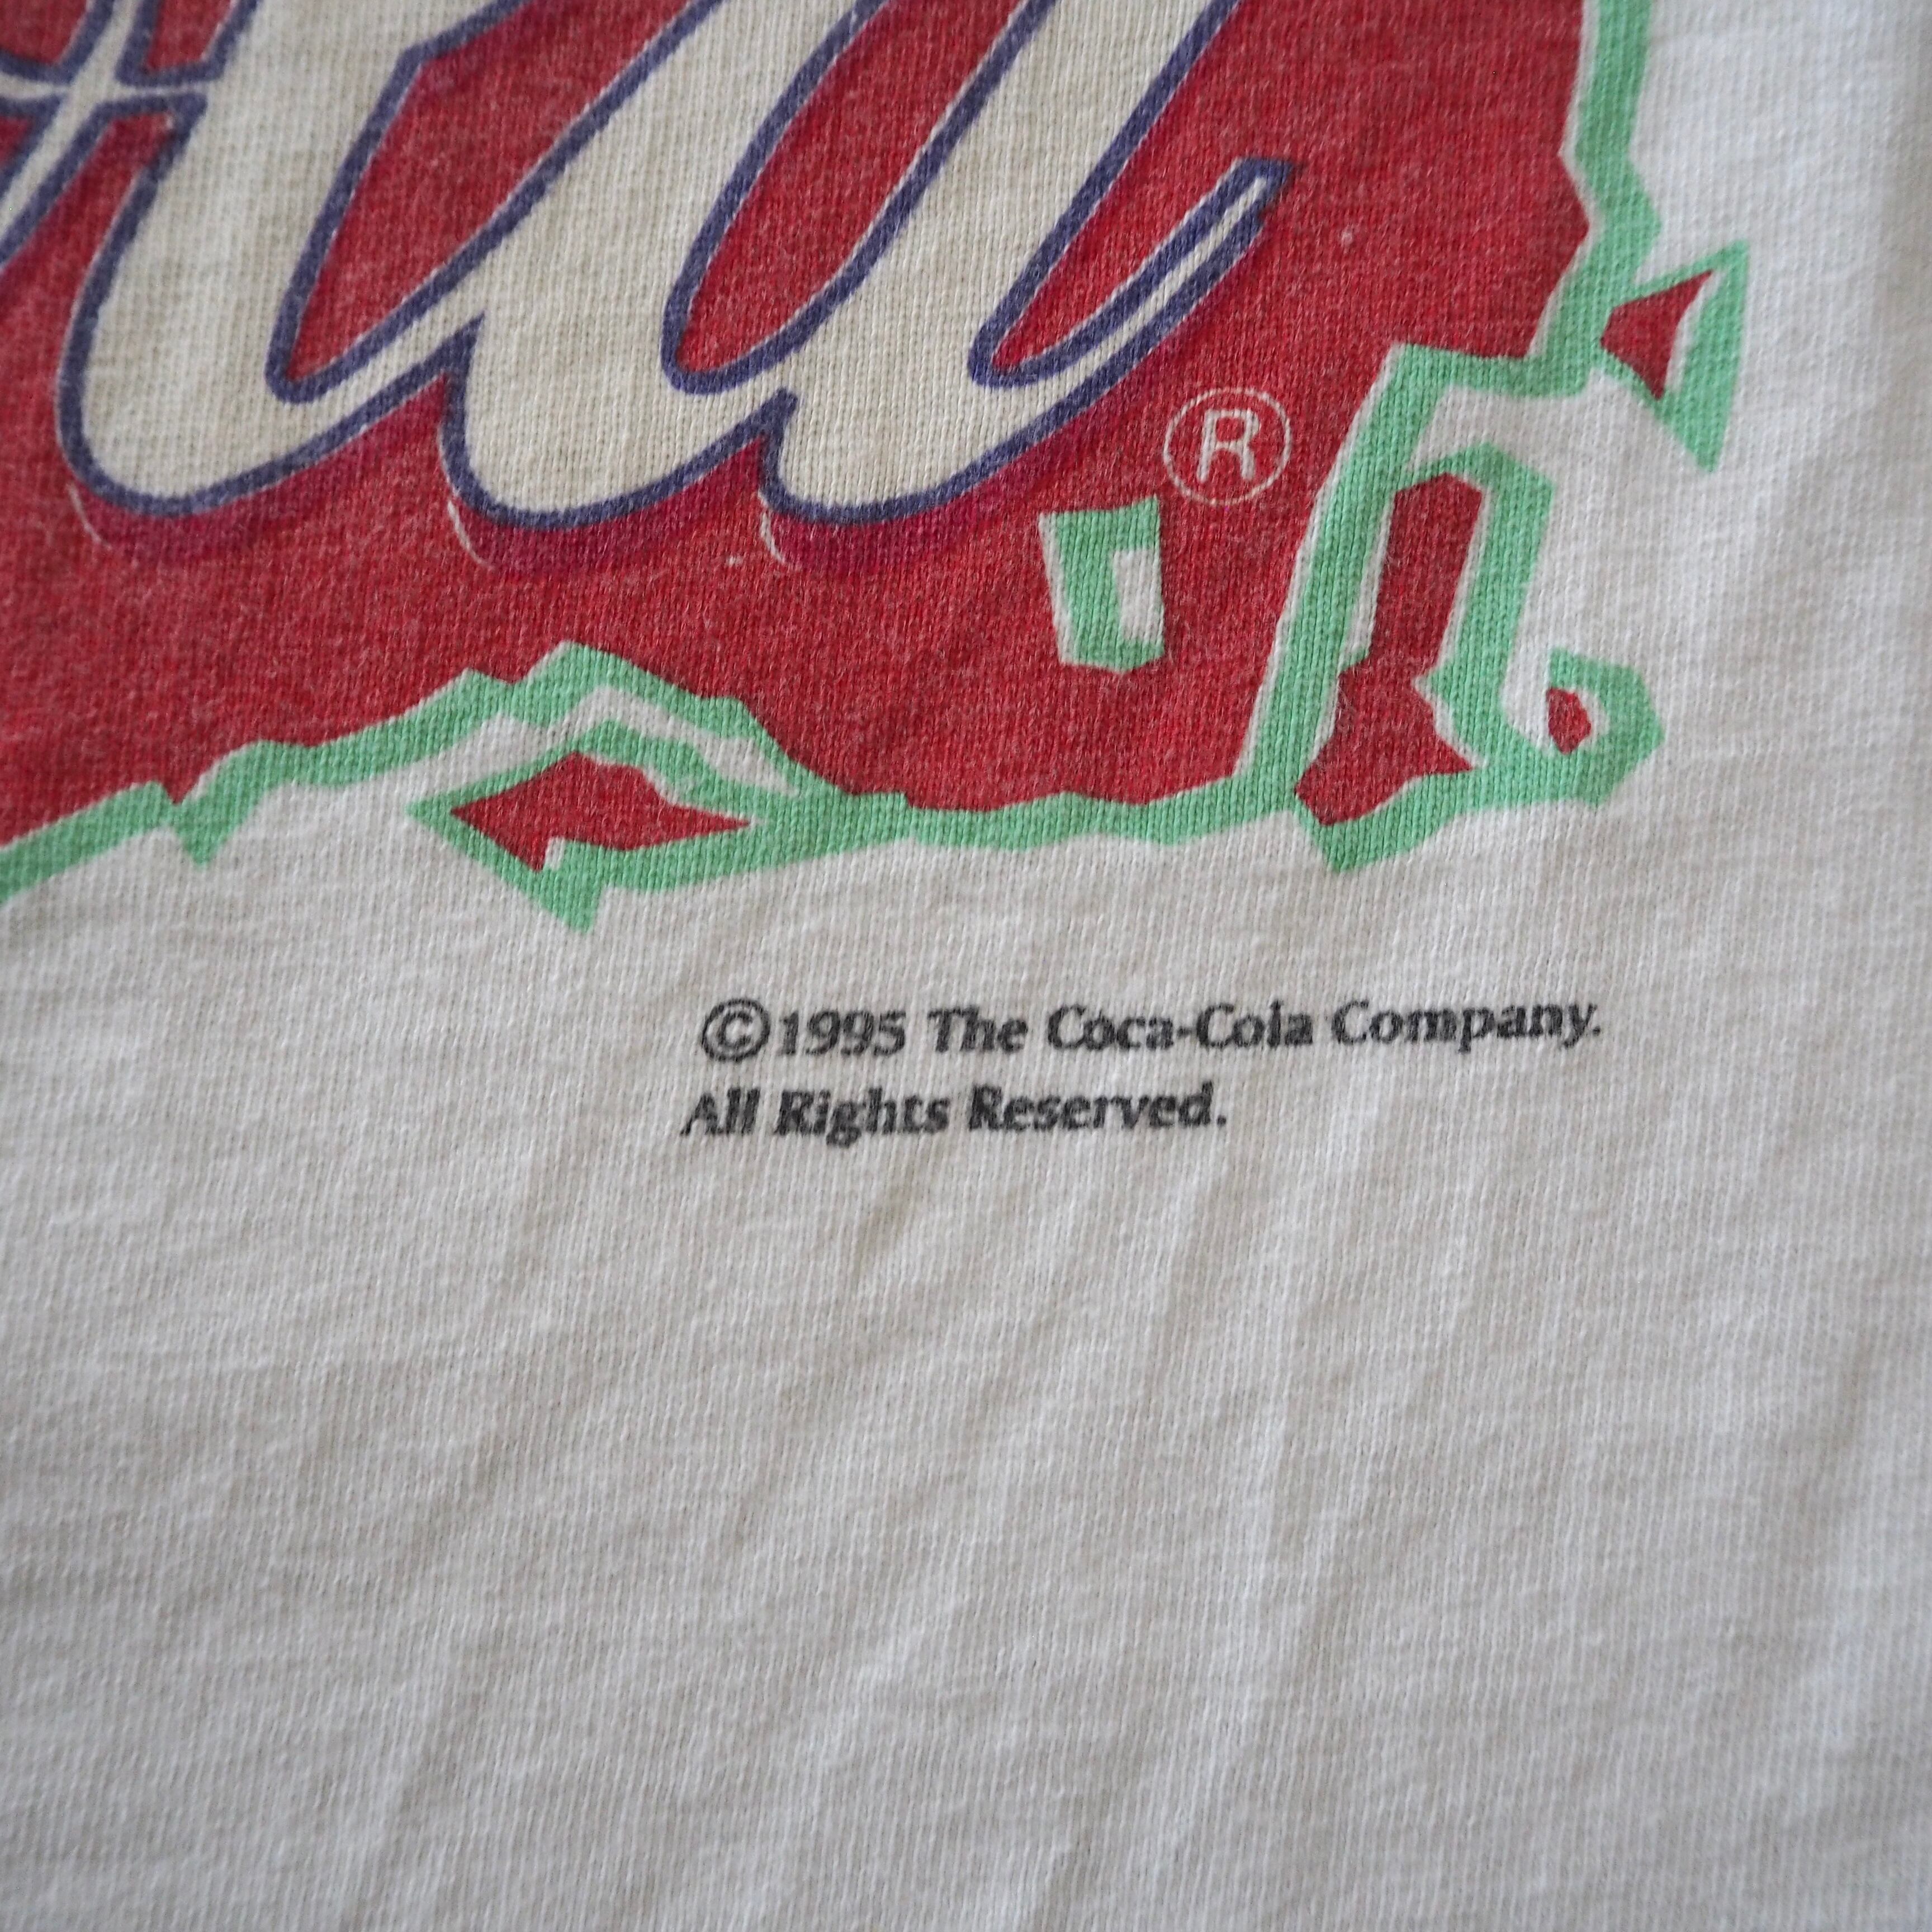 ®
©1995 The Coca-Cola Company.
All Rights Reserved.